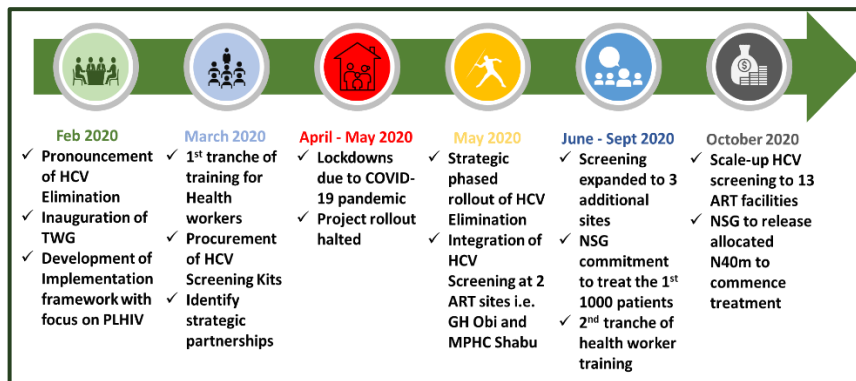 Feb 2020
✓ Pronouncement
of HCV
Elimination
✓ Inauguration of
TWG
✓ Development of
Implementation
framework with
focus on PLHIV
March 2020
✓ 1st tranche of
training for
Health
workers
✓ Procurement
of HCV
Screening Kits
✓ Identify
strategic
partnerships
April - May 2020
✓ Lockdowns
due to COVID-
19 pandemic
✓ Project rollout
halted
May 2020
✓ Strategic
phased
rollout of HCV
Elimination
✓ Integration of
HCV
Screening at 2
ART sites i.e.
GH Obi and
MPHC Shabu
June - Sept 2020
✓ Screening
expanded to 3
additional
sites
✓ NSG
commitment
to treat the 1st
1000 patients
✓ 2nd tranche of
health worker
training
October 2020
✓ Scale-up HCV
screening to 13
ART facilities
✓ NSG to release
allocated
N40m to
commence
treatment